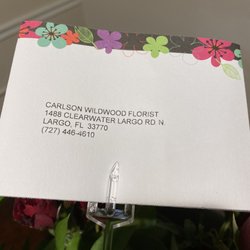 CARLSON WILDWOOD FLORIST
1488 CLEARWATER LARGO RD. N.
LARGO, FL 33770
(727) 446-4610